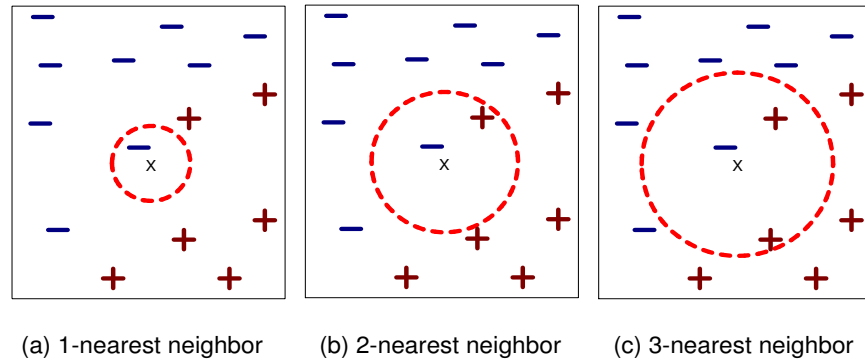 X
X
X
(a) 1-nearest neighbor
(b) 2-nearest neighbor
(c) 3-nearest neighbor